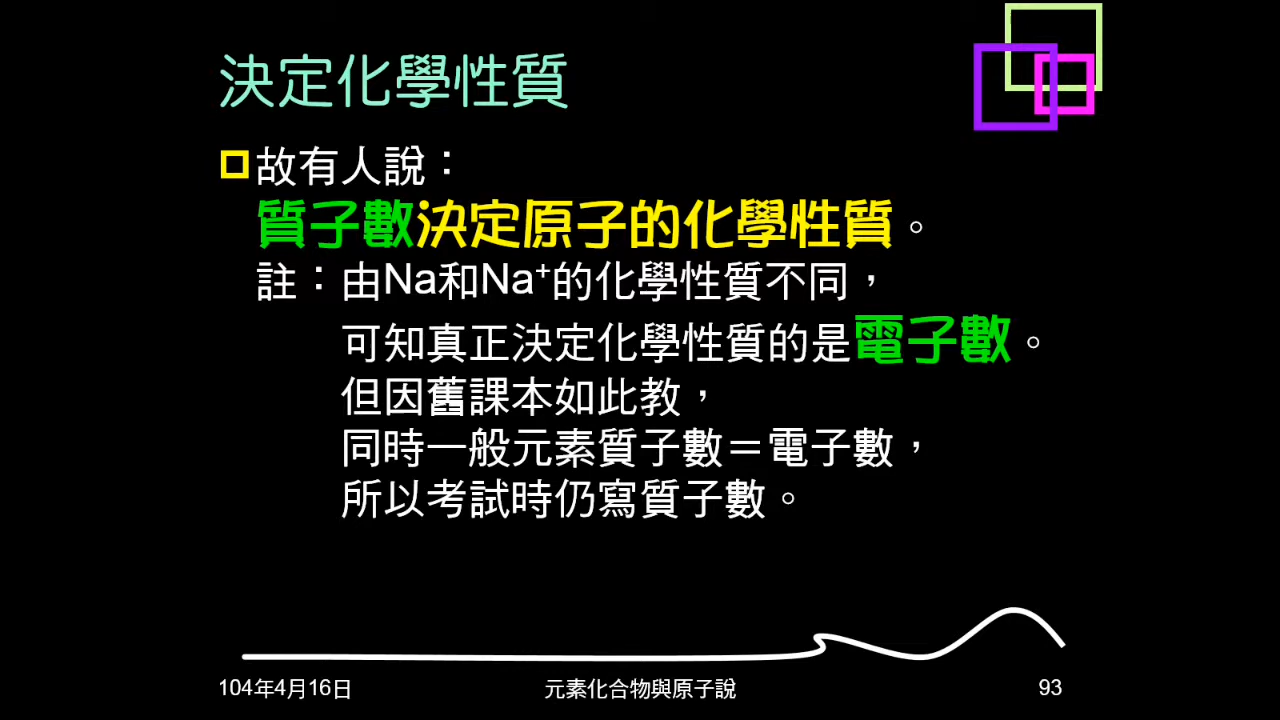 決定化學性質
故有人說：
質子數決定原子的化學性質。
註：由Na和Na⁺的化學性質不同，
可知真正決定化學性質的是電子數。
但因舊課本如此教，
同時一般元素質子數＝電子數，
所以考試時仍寫質子數。
104年4月16日
元素化合物與原子說
93